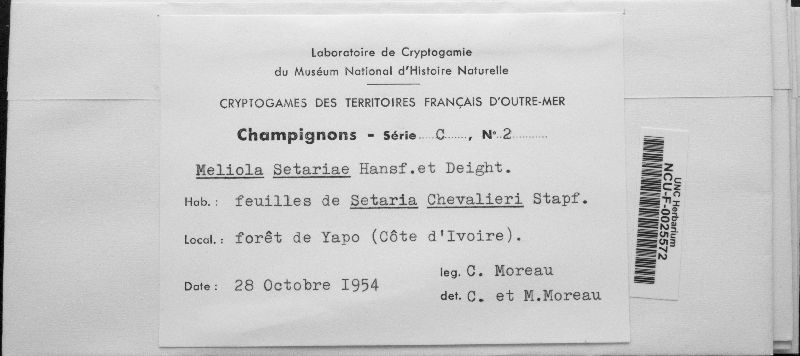 Laboratoire de Cryptogamie
du Muséum National d'Histoire Naturelle
CRYPTOGAMES DES TERRITOIRES FRANÇAIS D'OUTRE-MER
Champignons - Série C, N° 2
Meliola Setariae Hansf. et Deight.
Hab.: feuilles de Setaria Chevalieri Stapf.
Local.: forêt de Yapo (Côte d'Ivoire).
Date: 28 Octobre I954
leg. C. Moreau
det. C. et M.Moreau
UNC Herbarium
NCU-F-0025572